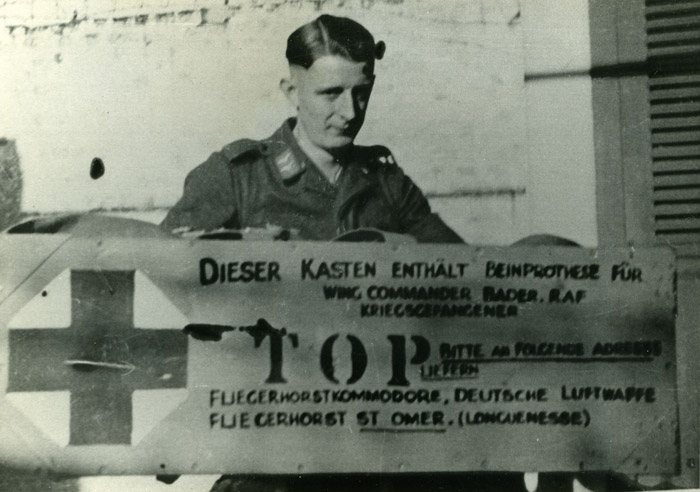 DIESER KASTEN ENTHÄLT BEINPROTHESE FÜR
WING COMMANDER BADER, RAF
KRIEGSGEFANGENER
TOP BITTE AN FOLGENDE ADRESSE
LIEFERN
FLIEGERHORSTKOMMODORE, DEUTSCHE LUFTWAFFE
FLIEGERHORST ST OMER. (LONGUENESSE)